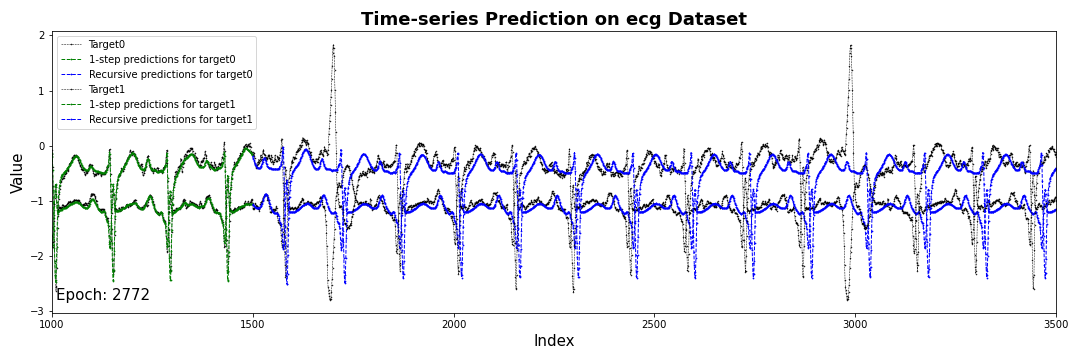 Time-series Prediction on ecg Dataset
Target0
1-step predictions for target0
Recursive predictions for target0
Target1
1-step predictions for target1
Recursive predictions for target1
Value
2
1
0
−1
−2
−3
Epoch: 2772
1000 1500 2000 2500 3000 3500
Index